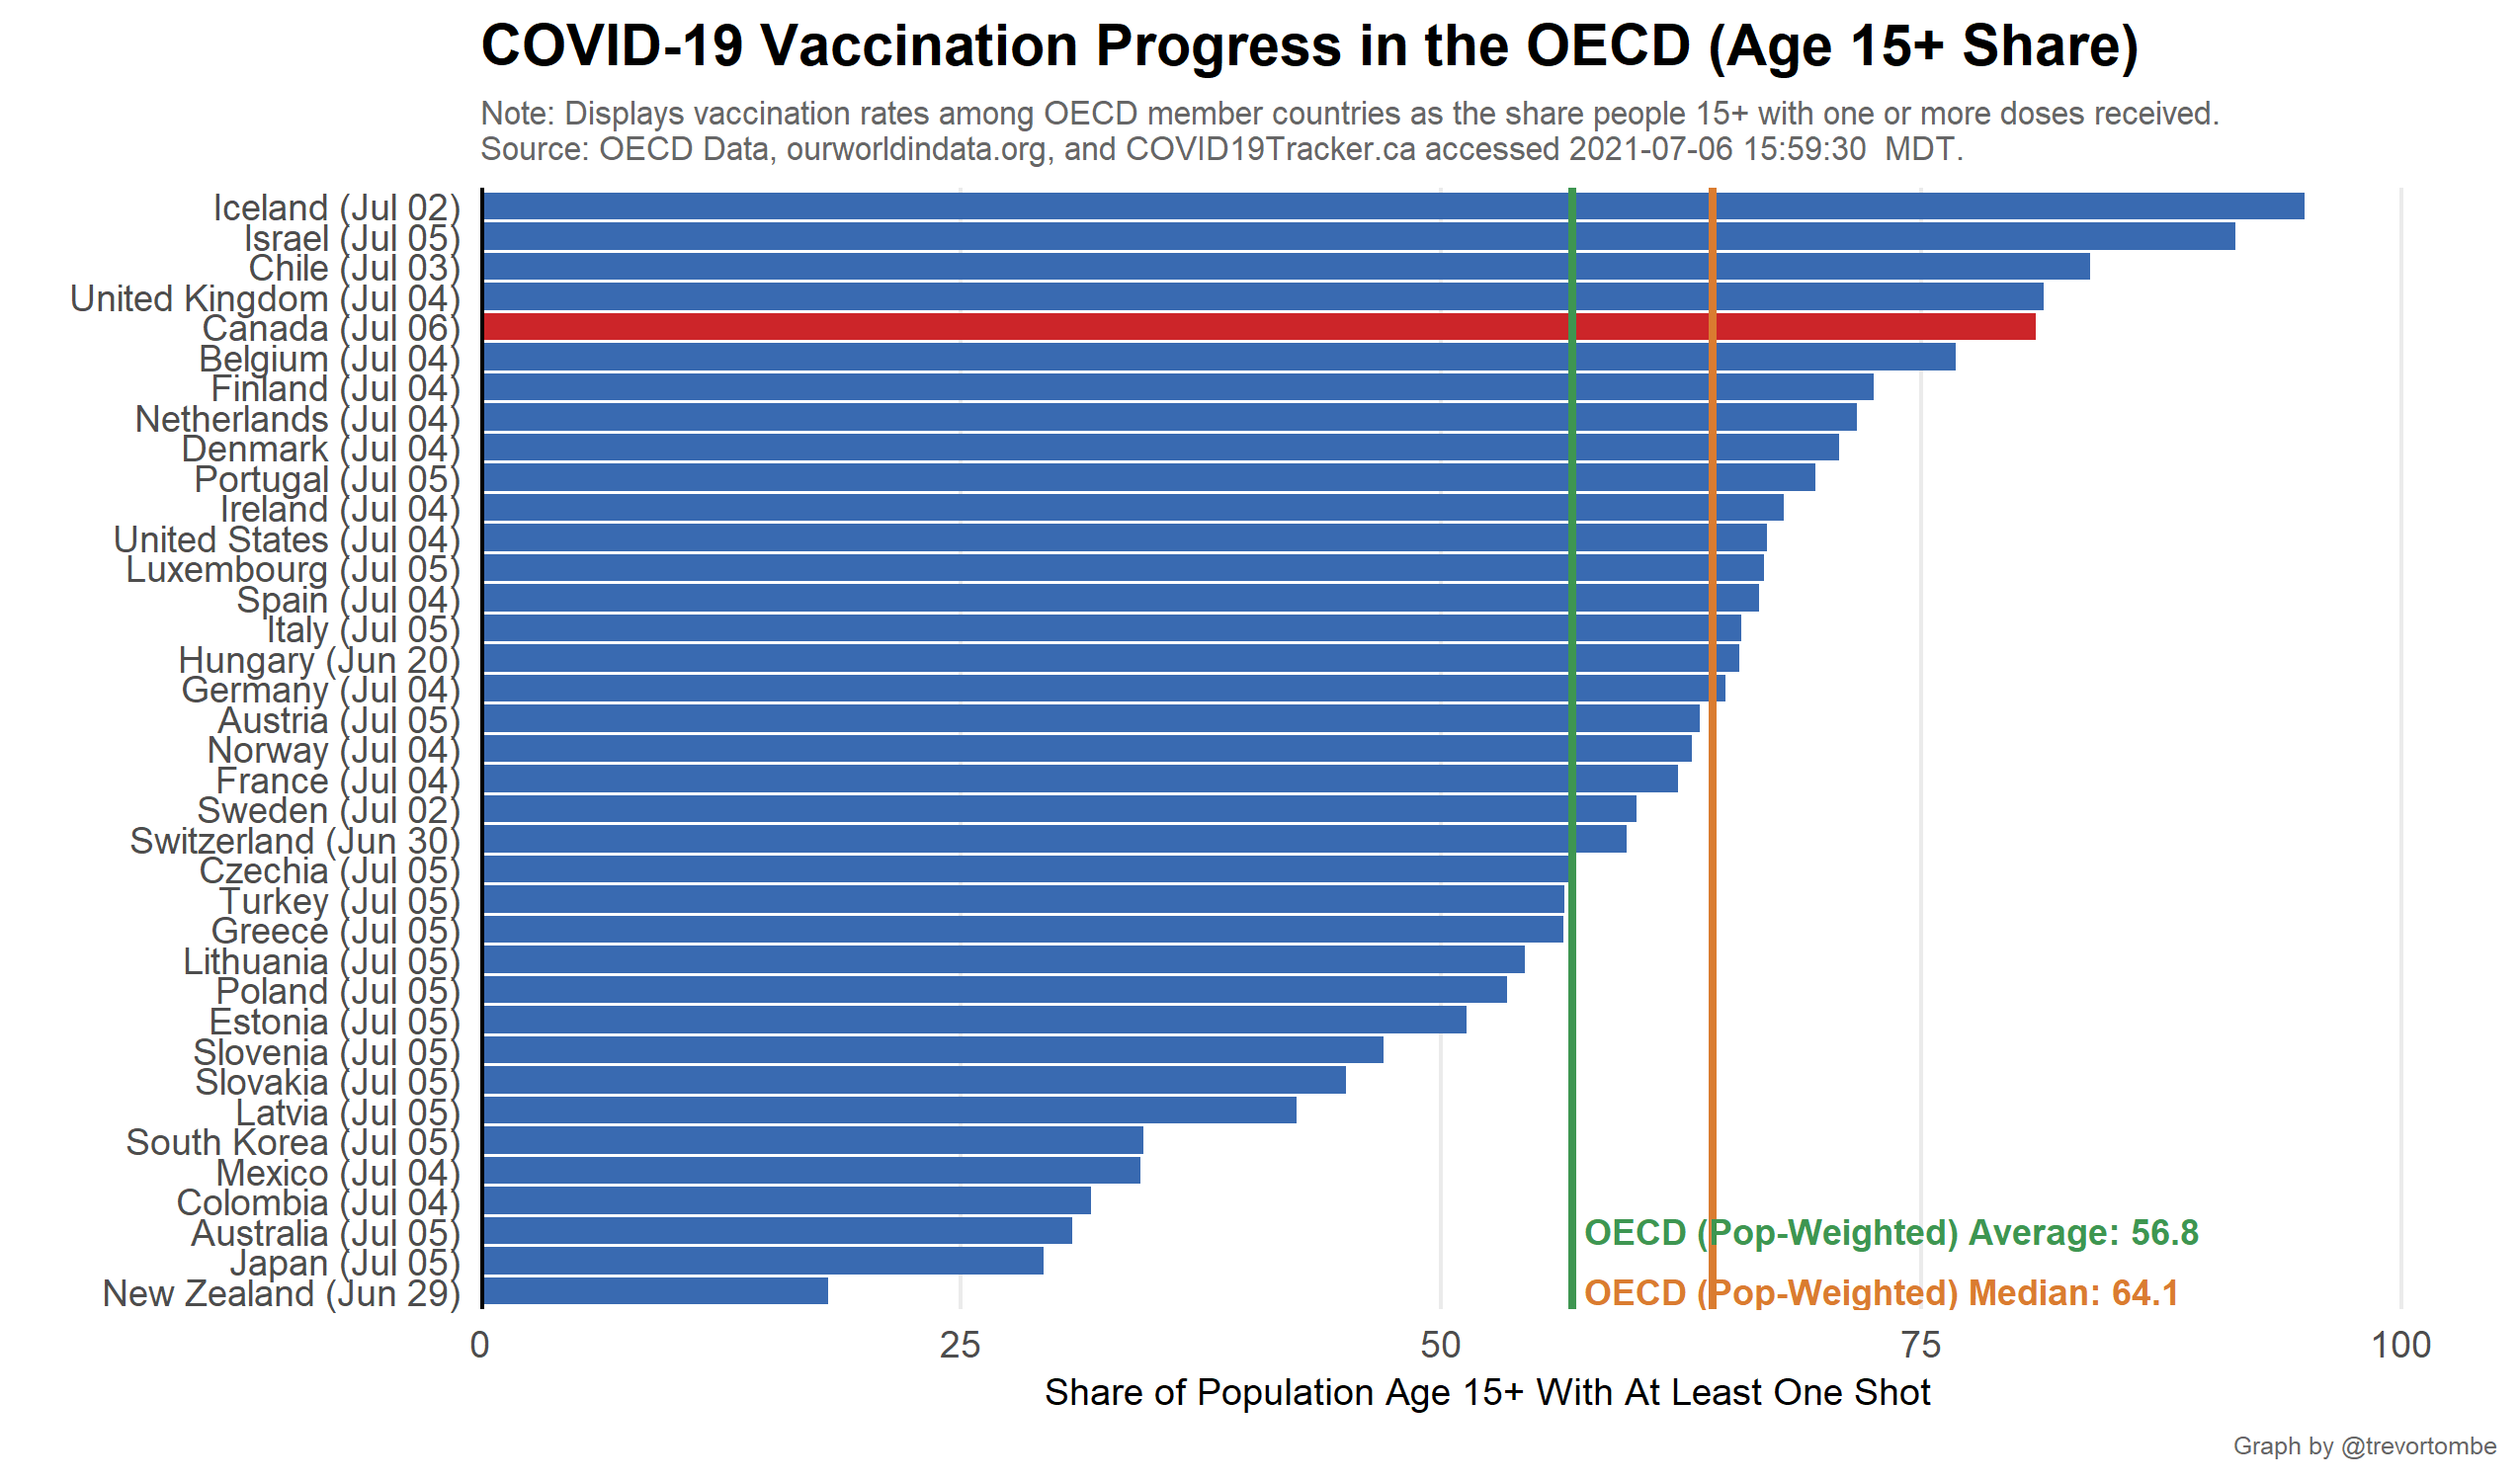 COVID-19 Vaccination Progress in the OECD (Age 15+ Share)
Note: Displays vaccination rates among OECD member countries as the share people 15+ with one or more doses received.
Source: OECD Data, ourworldindata.org, and COVID19Tracker.ca accessed 2021-07-06 15:59:30  MDT.
Iceland (Jul 02)
Israel (Jul 05)
Chile (Jul 03)
United Kingdom (Jul 04)
Canada (Jul 06)
Belgium (Jul 04)
Finland (Jul 04)
Netherlands (Jul 04)
Denmark (Jul 04)
Portugal (Jul 05)
Ireland (Jul 04)
United States (Jul 04)
Luxembourg (Jul 05)
Spain (Jul 04)
Italy (Jul 05)
Hungary (Jun 20)
Germany (Jul 04)
Austria (Jul 05)
Norway (Jul 04)
France (Jul 04)
Sweden (Jul 02)
Switzerland (Jun 30)
Czechia (Jul 05)
Turkey (Jul 05)
Greece (Jul 05)
Lithuania (Jul 05)
Poland (Jul 05)
Estonia (Jul 05)
Slovenia (Jul 05)
Slovakia (Jul 05)
Latvia (Jul 05)
South Korea (Jul 05)
Mexico (Jul 04)
Colombia (Jul 04)
Australia (Jul 05)
Japan (Jul 05)
New Zealand (Jun 29)
OECD (Pop-Weighted) Average: 56.8
OECD (Pop-Weighted) Median: 64.1
0 25 50 75 100
Share of Population Age 15+ With At Least One Shot
Graph by @trevortombe